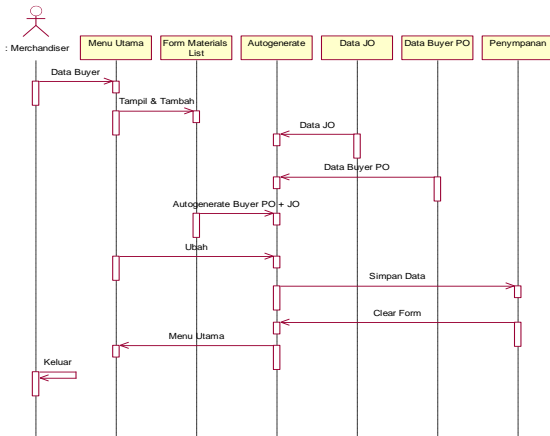 : Merchandiser
Menu Utama
Form Materials
List
Autogenerate
Data JO
Data Buyer PO
Penympanan
Data Buyer
Tampil & Tambah
Data JO
Data Buyer PO
Autogenerate Buyer PO + JO
Ubah
Simpan Data
Clear Form
Menu Utama
Keluar